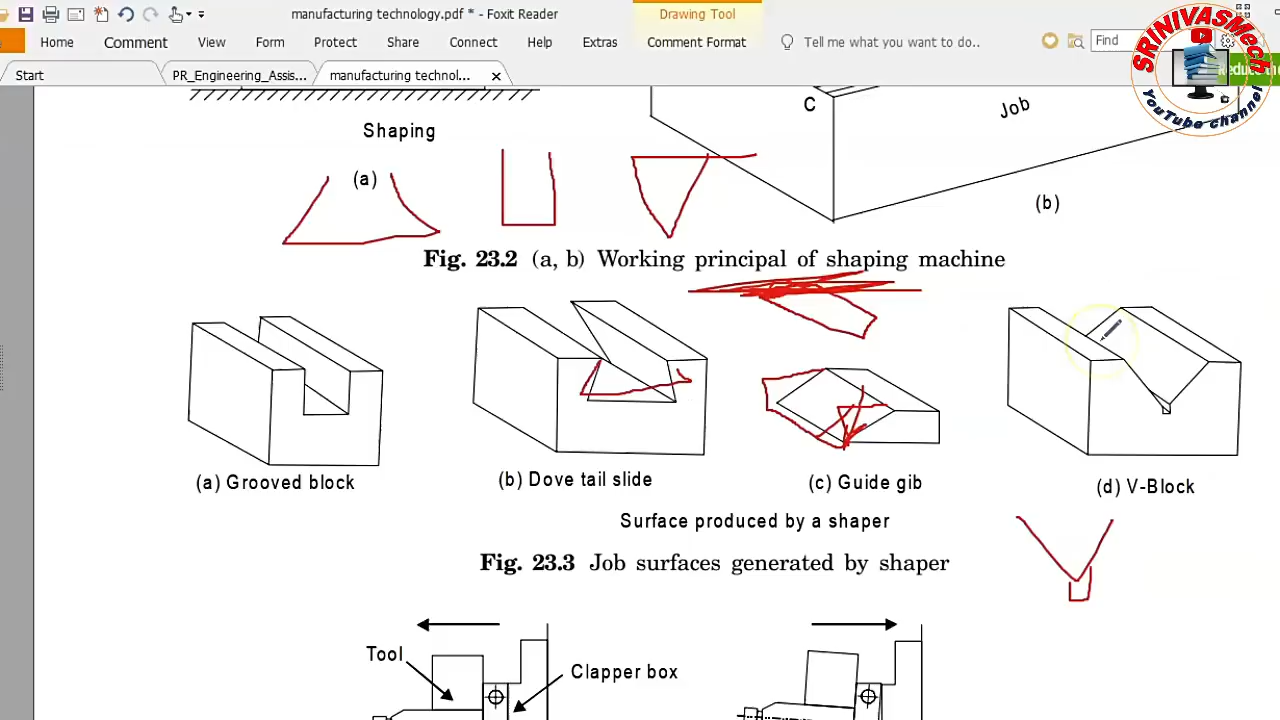 manufacturing technology.pdf * - Foxit Reader
Drawing Tool
Home Comment View Form Protect Share Connect Help Extras Comment Format Tell me what you want to do.. Find
Start PR_Engineering_Assis... manufacturing technol...
SRINIVASMech
YouTube channel
Shaping
C
Job
(a)
(b)
Fig. 23.2 (a, b) Working principal of shaping machine
(a) Grooved block
(b) Dove tail slide
(c) Guide gib
(d) V-Block
Surface produced by a shaper
Fig. 23.3 Job surfaces generated by shaper
Tool
Clapper box